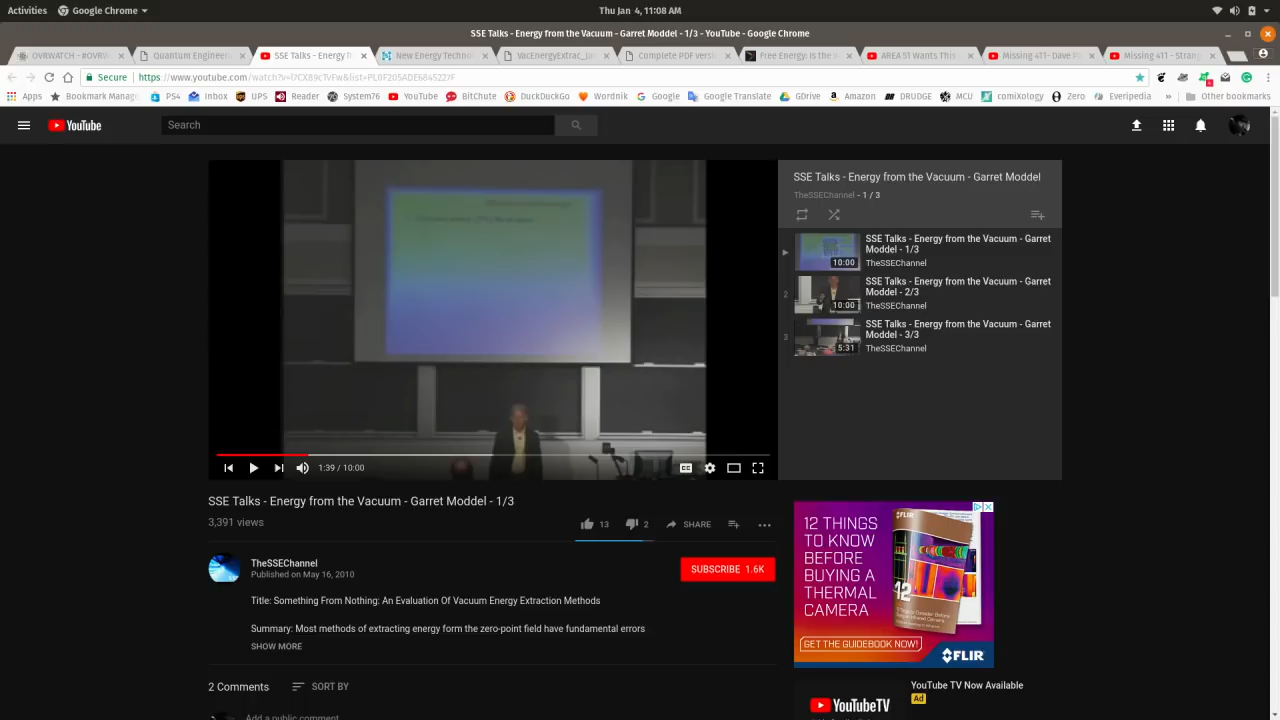 Activities
Google Chrome
Thu Jan 4, 11:08 AM
SSE Talks - Energy from the Vacuum - Garret Moddel - 1/3 - YouTube - Google Chrome
OVRWATCH - #OVRW
Quantum Engineeri
SSE Talks - Energy f
New Energy Techno
VacEnergyExtrac_
Complete PDF versi
Free Energy: Is the
AREA 51 Wants This
Missing 411- Dave P
Missing 411 - Stran
Secure
https://www.youtube.com/watch?v=
Apps
Bookmark Manag
PS4
Inbox
UPS
Reader
System76
YouTube
BitChute
DuckDuckGo
Wordnik
Google
Google Translate
GDrive
Amazon
DRUDGE
MCU
comiXology
Zero
Everipedia
»
Other bookmarks
YouTube
Search
SSE Talks - Energy from the Vacuum - Garret Moddel
TheSSEChannel - 1 / 3
SSE Talks - Energy from the Vacuum - Garret
Moddel - 1/3
TheSSEChannel
10:00
2
SSE Talks - Energy from the Vacuum - Garret
Moddel - 2/3
TheSSEChannel
10:00
3
SSE Talks - Energy from the Vacuum - Garret
Moddel - 3/3
TheSSEChannel
5:31
1:39 / 10:00
CC
SSE Talks - Energy from the Vacuum - Garret Moddel - 1/3
3,391 views
13
2
SHARE
TheSSEChannel
Published on May 16, 2010
SUBSCRIBE 1.6K
Title: Something From Nothing: An Evaluation Of Vacuum Energy Extraction Methods
Summary: Most methods of extracting energy form the zero-point field have fundamental errors
SHOW MORE
2 Comments
SORT BY
Add a public comment
FLIR
12 THINGS
TO KNOW
BEFORE
BUYING A
THERMAL
CAMERA
12
GET THE GUIDEBOOK NOW!
FLIR
YouTubeTV
YouTube TV Now Available
Ad